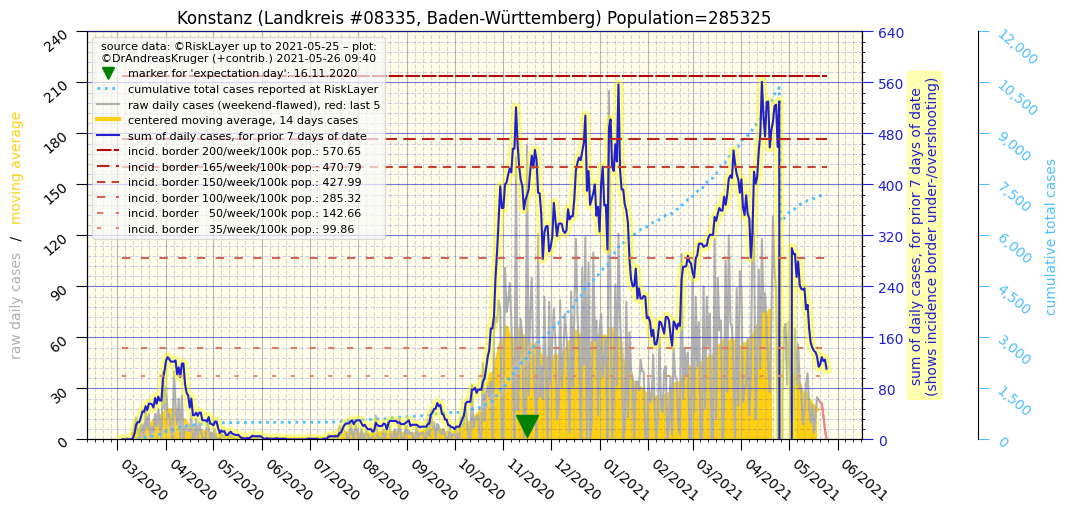 Konstanz (Landkreis #08335, Baden-Württemberg) Population=285325
source data: ©RiskLayer up to 2021-05-25 – plot:
©DrAndreasKruger (+contrib.) 2021-05-26 09:40
marker for 'expectation day': 16.11.2020
cumulative total cases reported at RiskLayer
raw daily cases (weekend-flawed), red: last 5
centered moving average, 14 days cases
sum of daily cases, for prior 7 days of date
incid. border 200/week/100k pop.: 570.65
incid. border 165/week/100k pop.: 470.79
incid. border 150/week/100k pop.: 427.99
incid. border 100/week/100k pop.: 285.32
incid. border   50/week/100k pop.: 142.66
incid. border   35/week/100k pop.: 99.86
raw daily cases / moving average
240
210
180
150
120
90
60
30
0
03/2020
04/2020
05/2020
06/2020
07/2020
08/2020
09/2020
10/2020
11/2020
12/2020
01/2021
02/2021
03/2021
04/2021
05/2021
06/2021
640
560
480
400
320
240
160
80
0
sum of daily cases, for prior 7 days of date
(shows incidence border under-/overshooting)
12,000
10,500
9,000
7,500
6,000
4,500
3,000
1,500
0
cumulative total cases